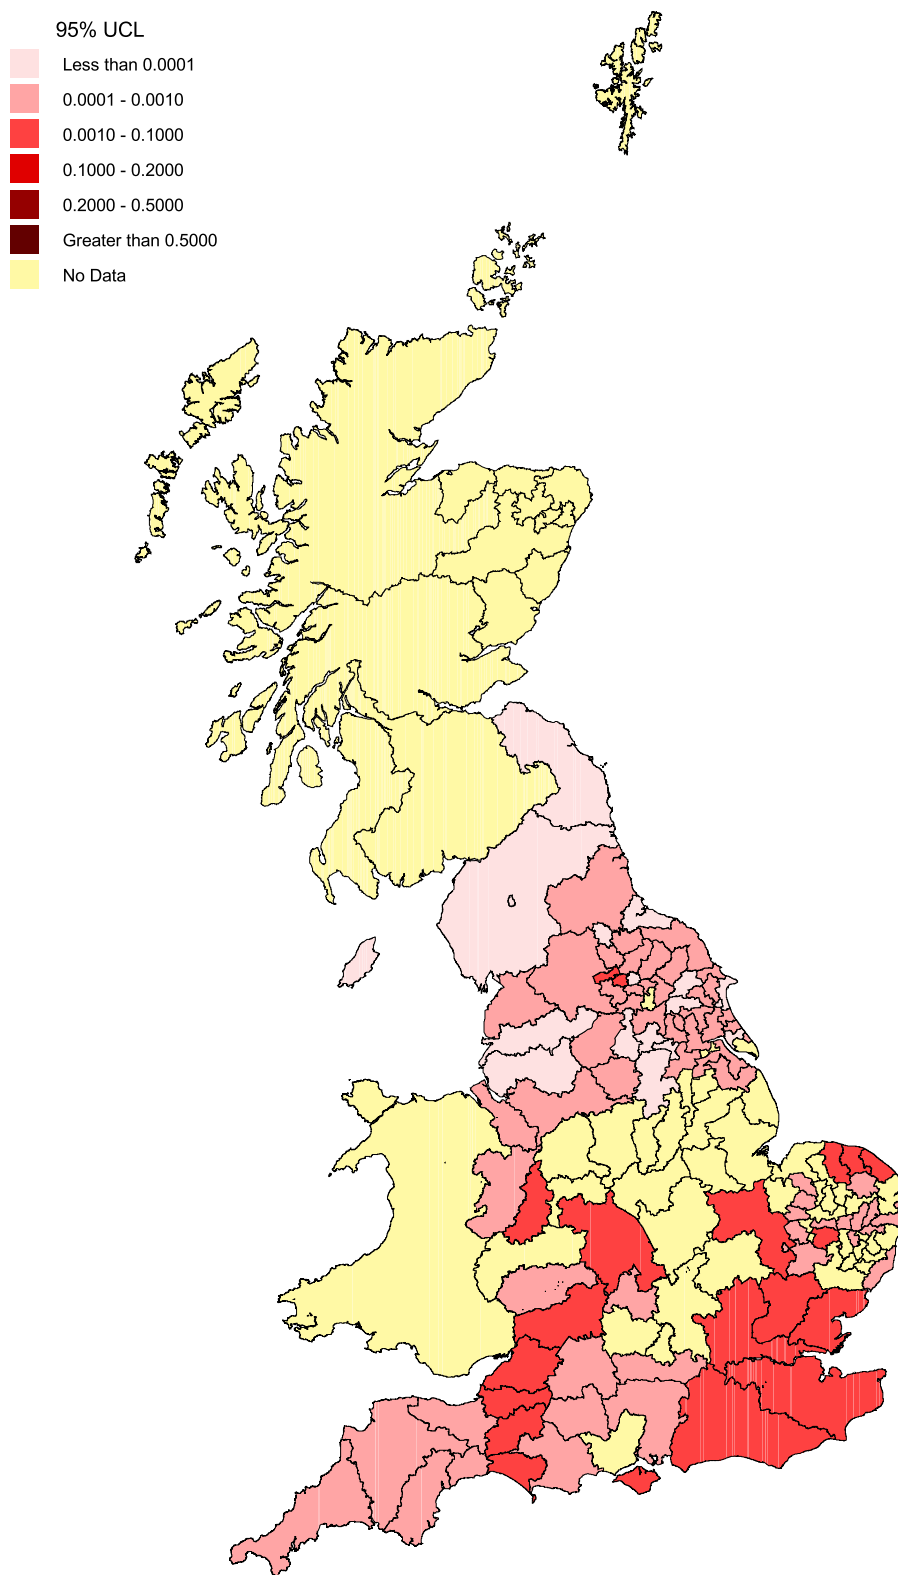 95% UCL
Less than 0.0001
0.0001 - 0.0010
0.0010 - 0.1000
0.1000 - 0.2000
0.2000 - 0.5000
Greater than 0.5000
No Data